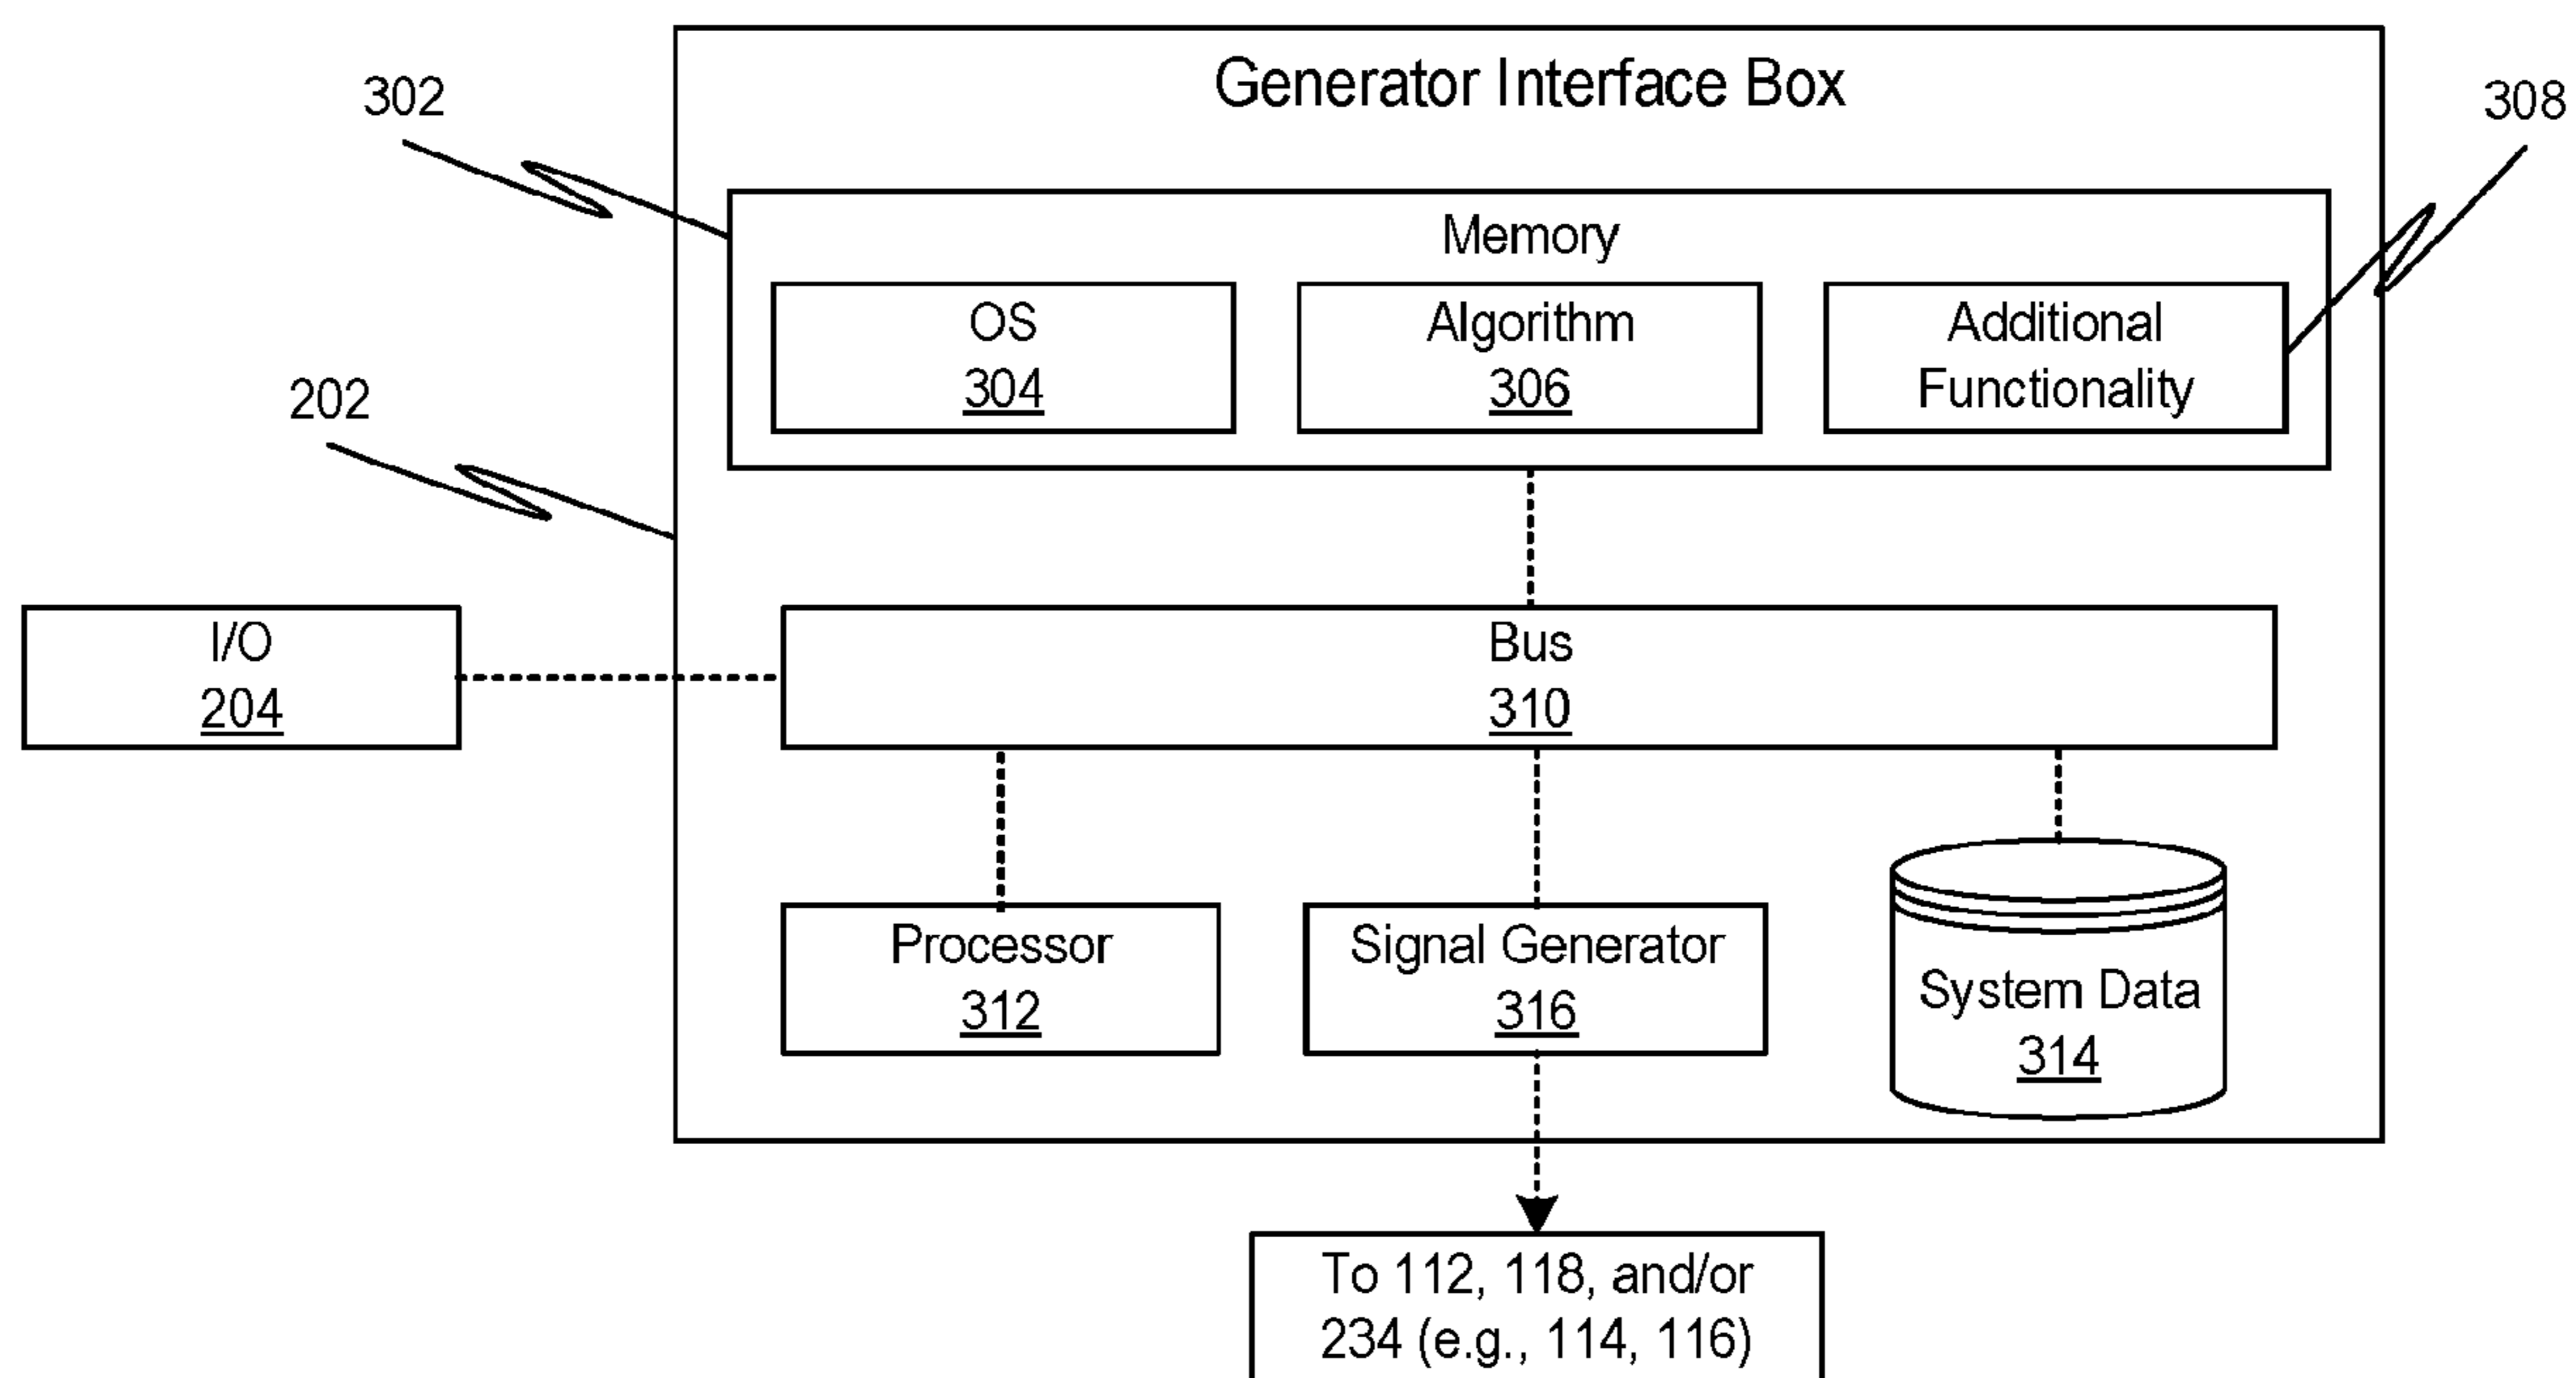 Generator Interface Box
302
308
Memory
OS
304
Algorithm
306
Additional
Functionality
202
I/O
204
Bus
310
Processor
312
Signal Generator
316
System Data
314
To 112, 118, and/or
234 (e.g., 114, 116)